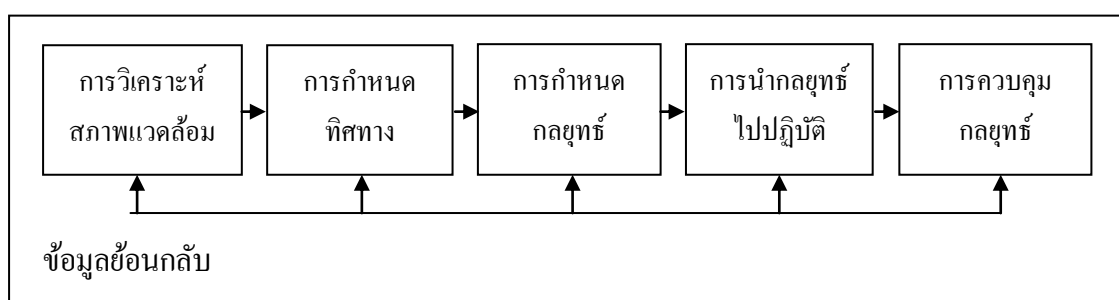 การวิเคราะห์
สภาพแวดล้อม
การกำหนด
ทิศทาง
การกำหนด
กลยุทธ์
การนำกลยุทธ์
ไปปฏิบัติ
การควบคุม
กลยุทธ์
ข้อมูลย้อนกลับ